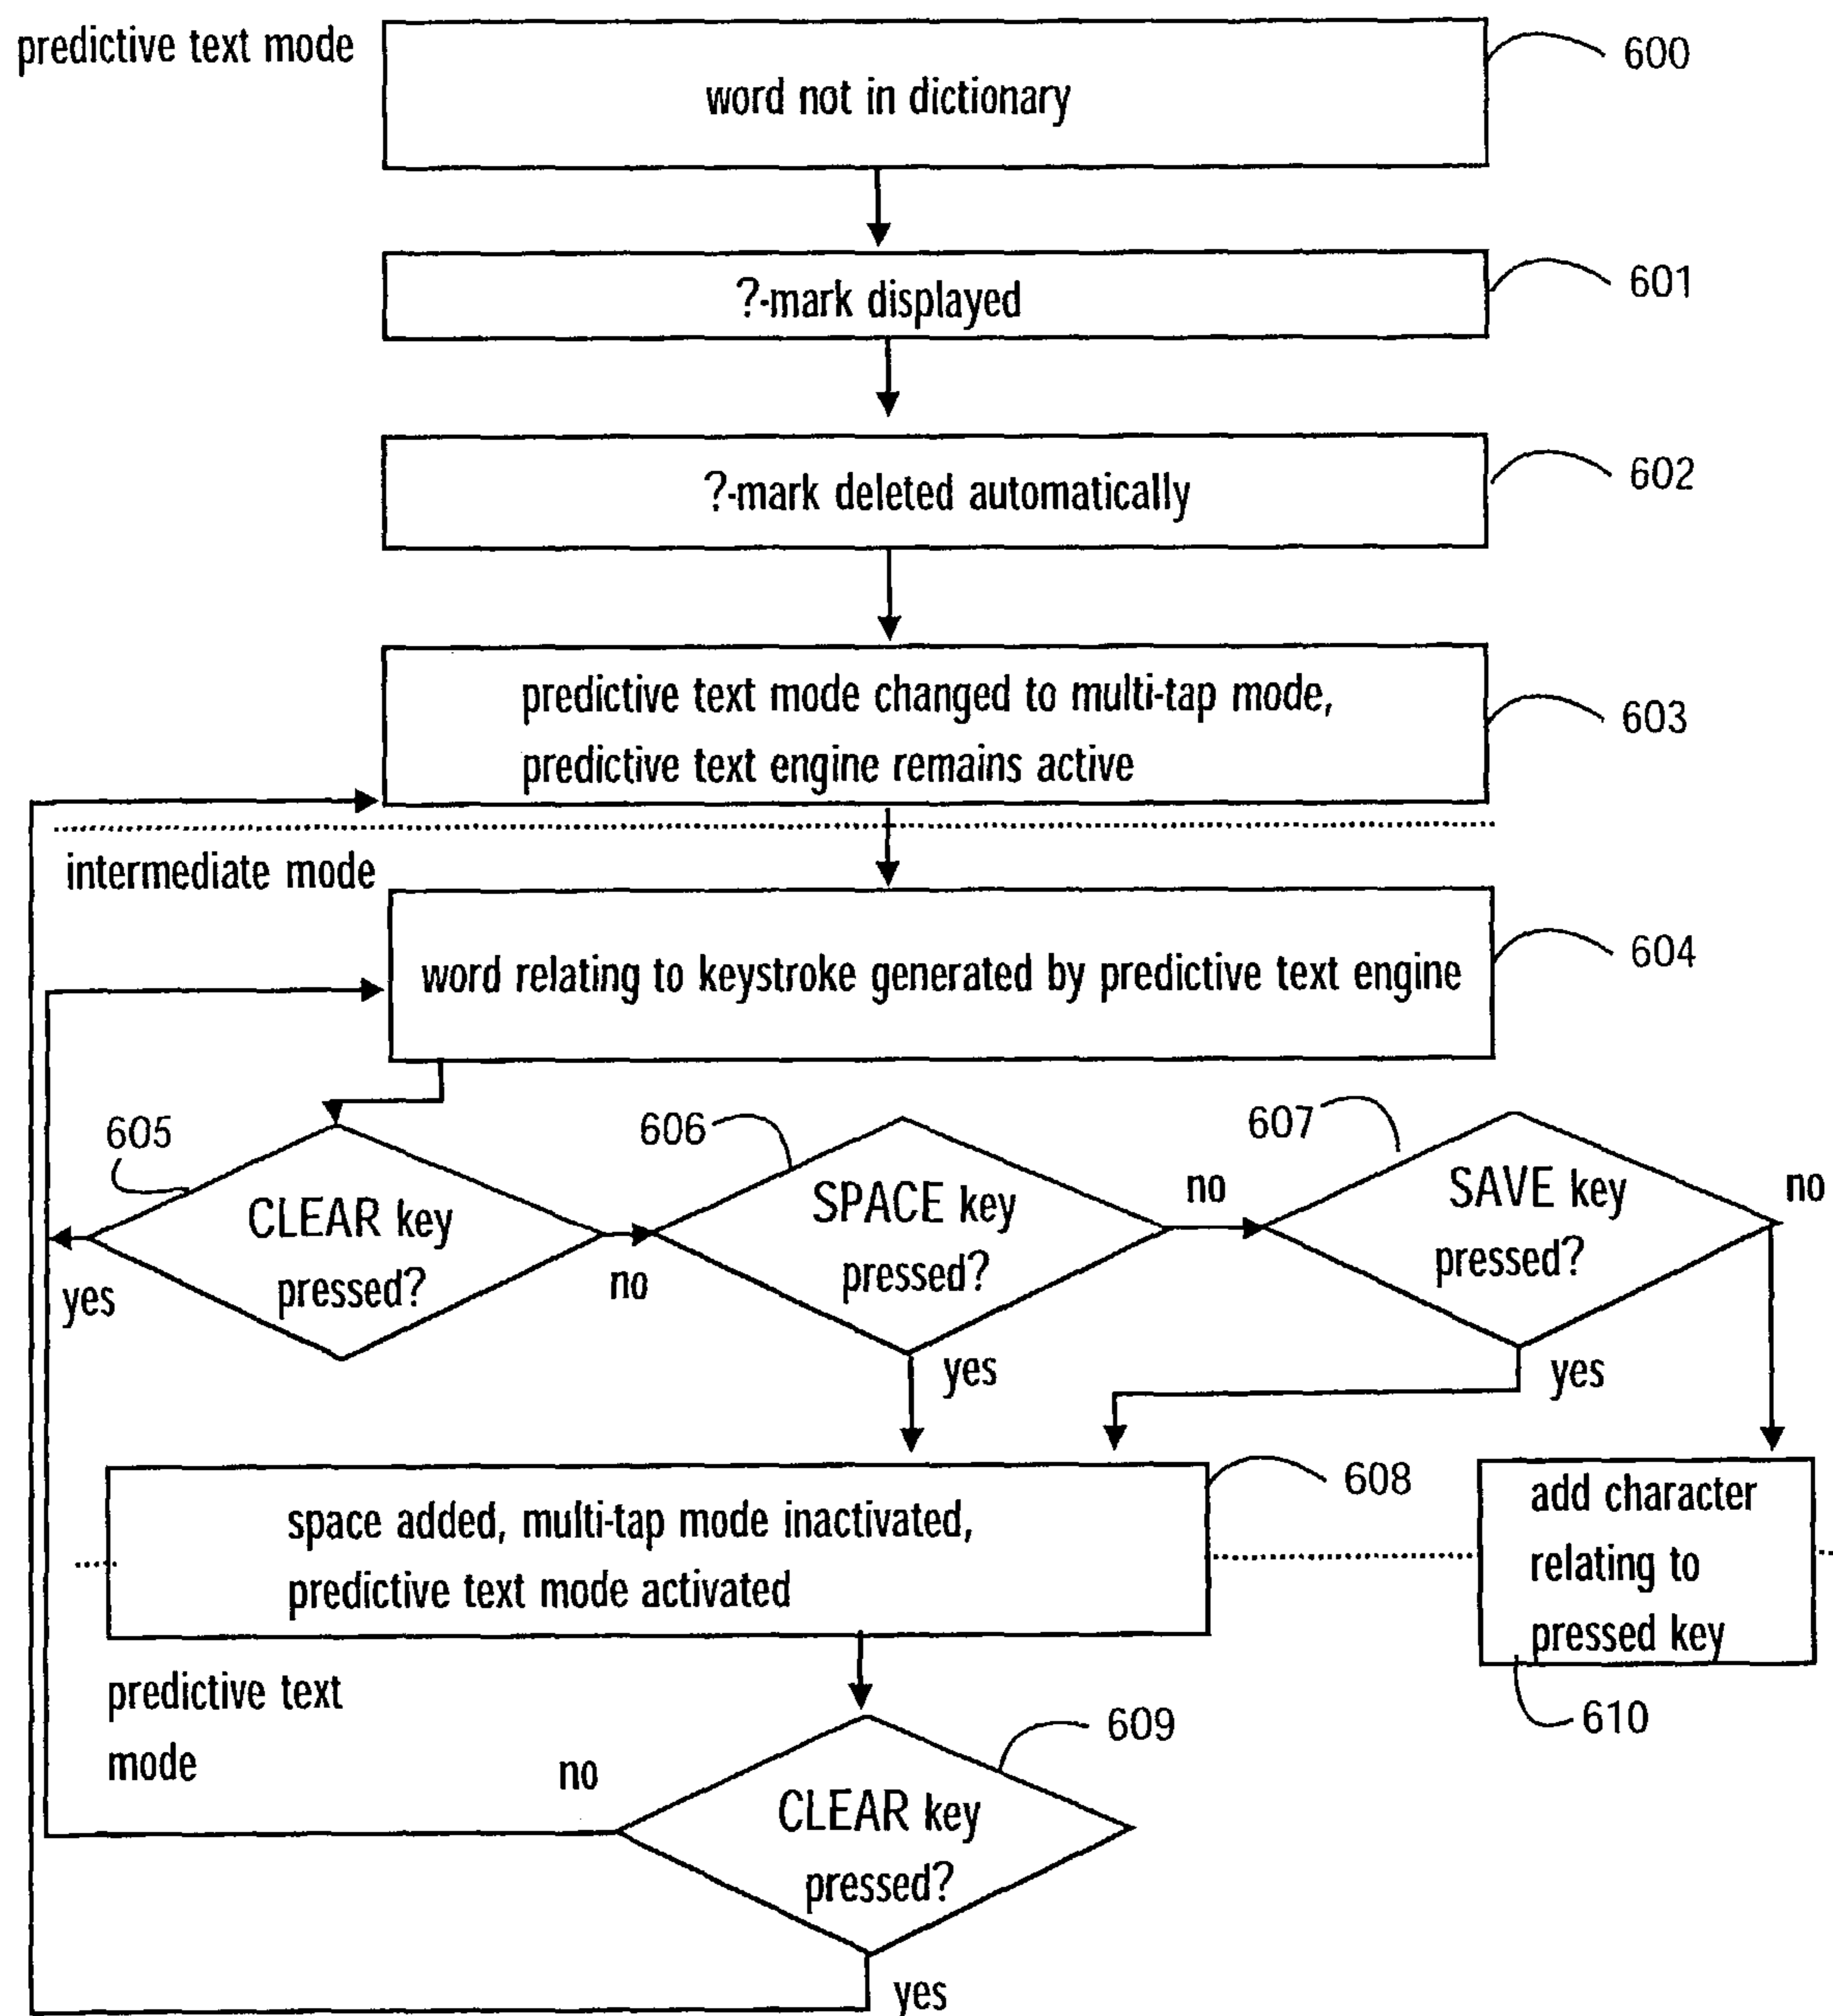 predictive text mode
word not in dictionary
600
?-mark displayed
601
?-mark deleted automatically
602
predictive text mode changed to multi-tap mode,
predictive text engine remains active
603
intermediate mode
word relating to keystroke generated by predictive text engine
604
605
CLEAR key
pressed?
yes
no
606
SPACE key
pressed?
no
yes
607
SAVE key
pressed?
no
yes
space added, multi-tap mode inactivated,
predictive text mode activated
608
add character
relating to
pressed key
610
predictive text
mode
609
CLEAR key
pressed?
no
yes